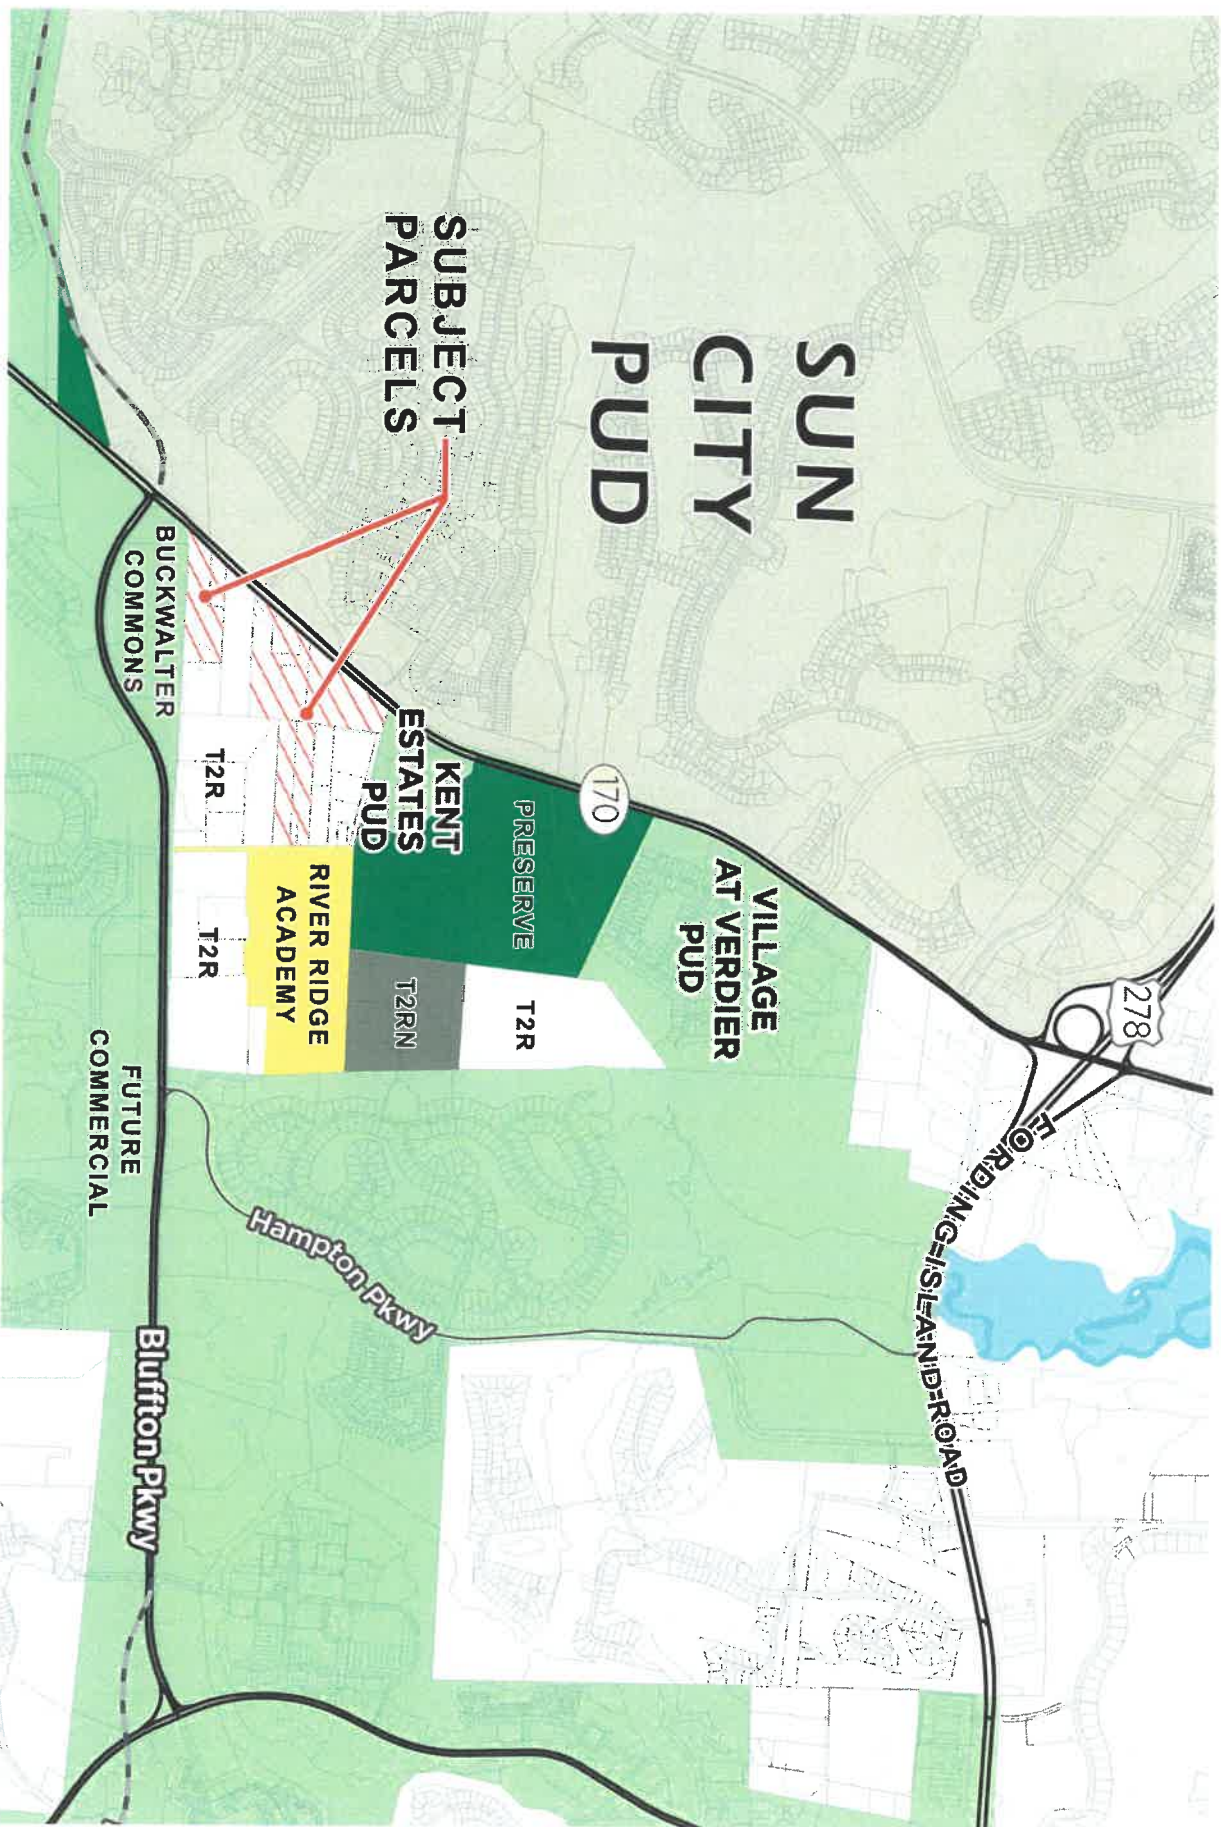 SUN
CITY
PUD
SUBJECT
PARCELS
278
170
VILLAGE
AT VERDIER
PUD
PRESERVE
KENT
ESTATES
PUD
T2R
T2RN
RIVER RIDGE
ACADEMY
T2R
T2R
BUCKWALTER
COMMONS
FUTURE
COMMERCIAL
FORDING ISLAND ROAD
Hampton Pkwy
Bluffton Pkwy